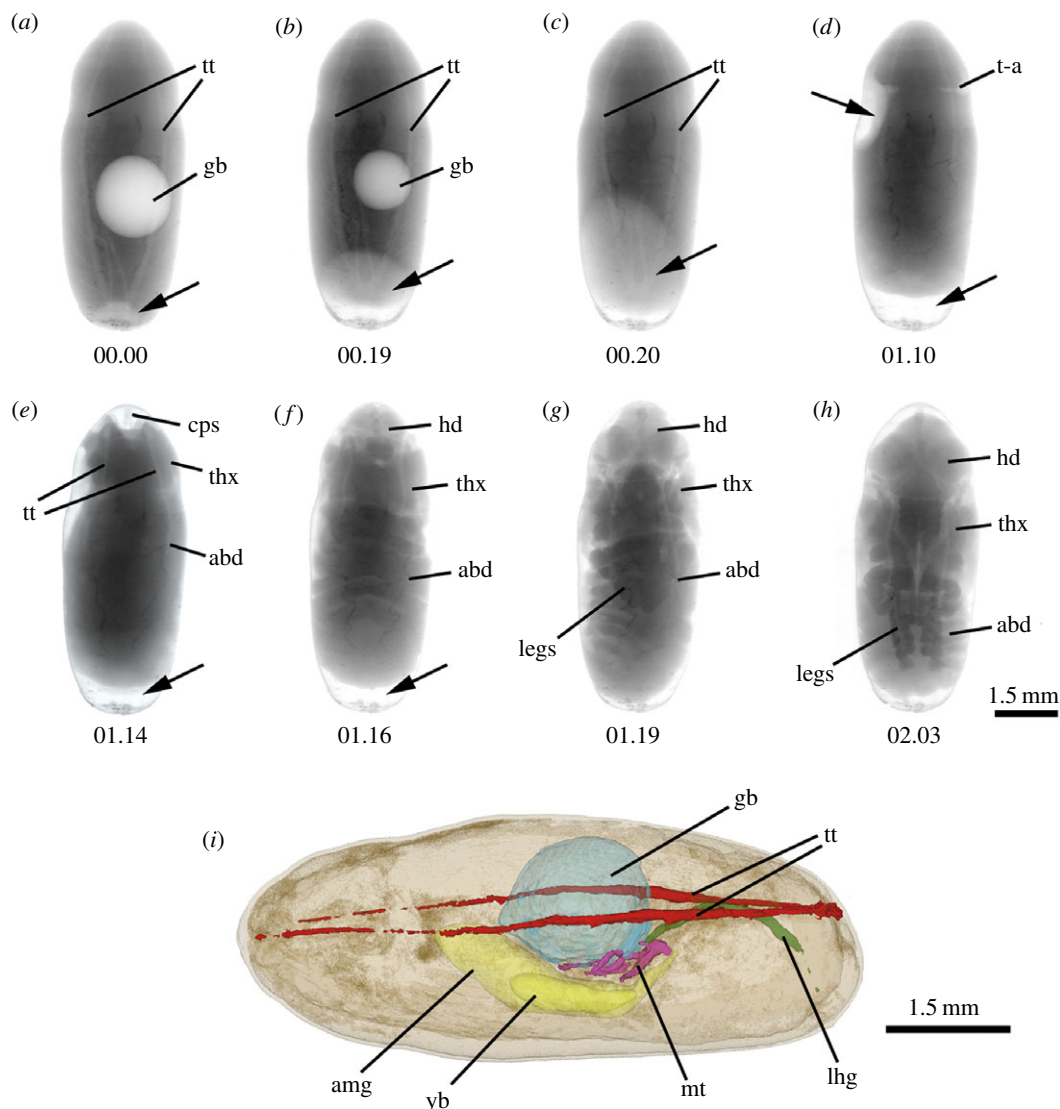 (a)
(b)
(c)
(d)
tt
tt
tt
t-a
gb
gb
00.00
00.19
00.20
01.10
(e)
(f)
(g)
(h)
cps
hd
hd
hd
thx
thx
thx
thx
tt
abd
abd
abd
abd
legs
legs
1.5 mm
01.14
01.16
01.19
02.03
(i)
gb
tt
1.5 mm
amg
yb
mt
lhg